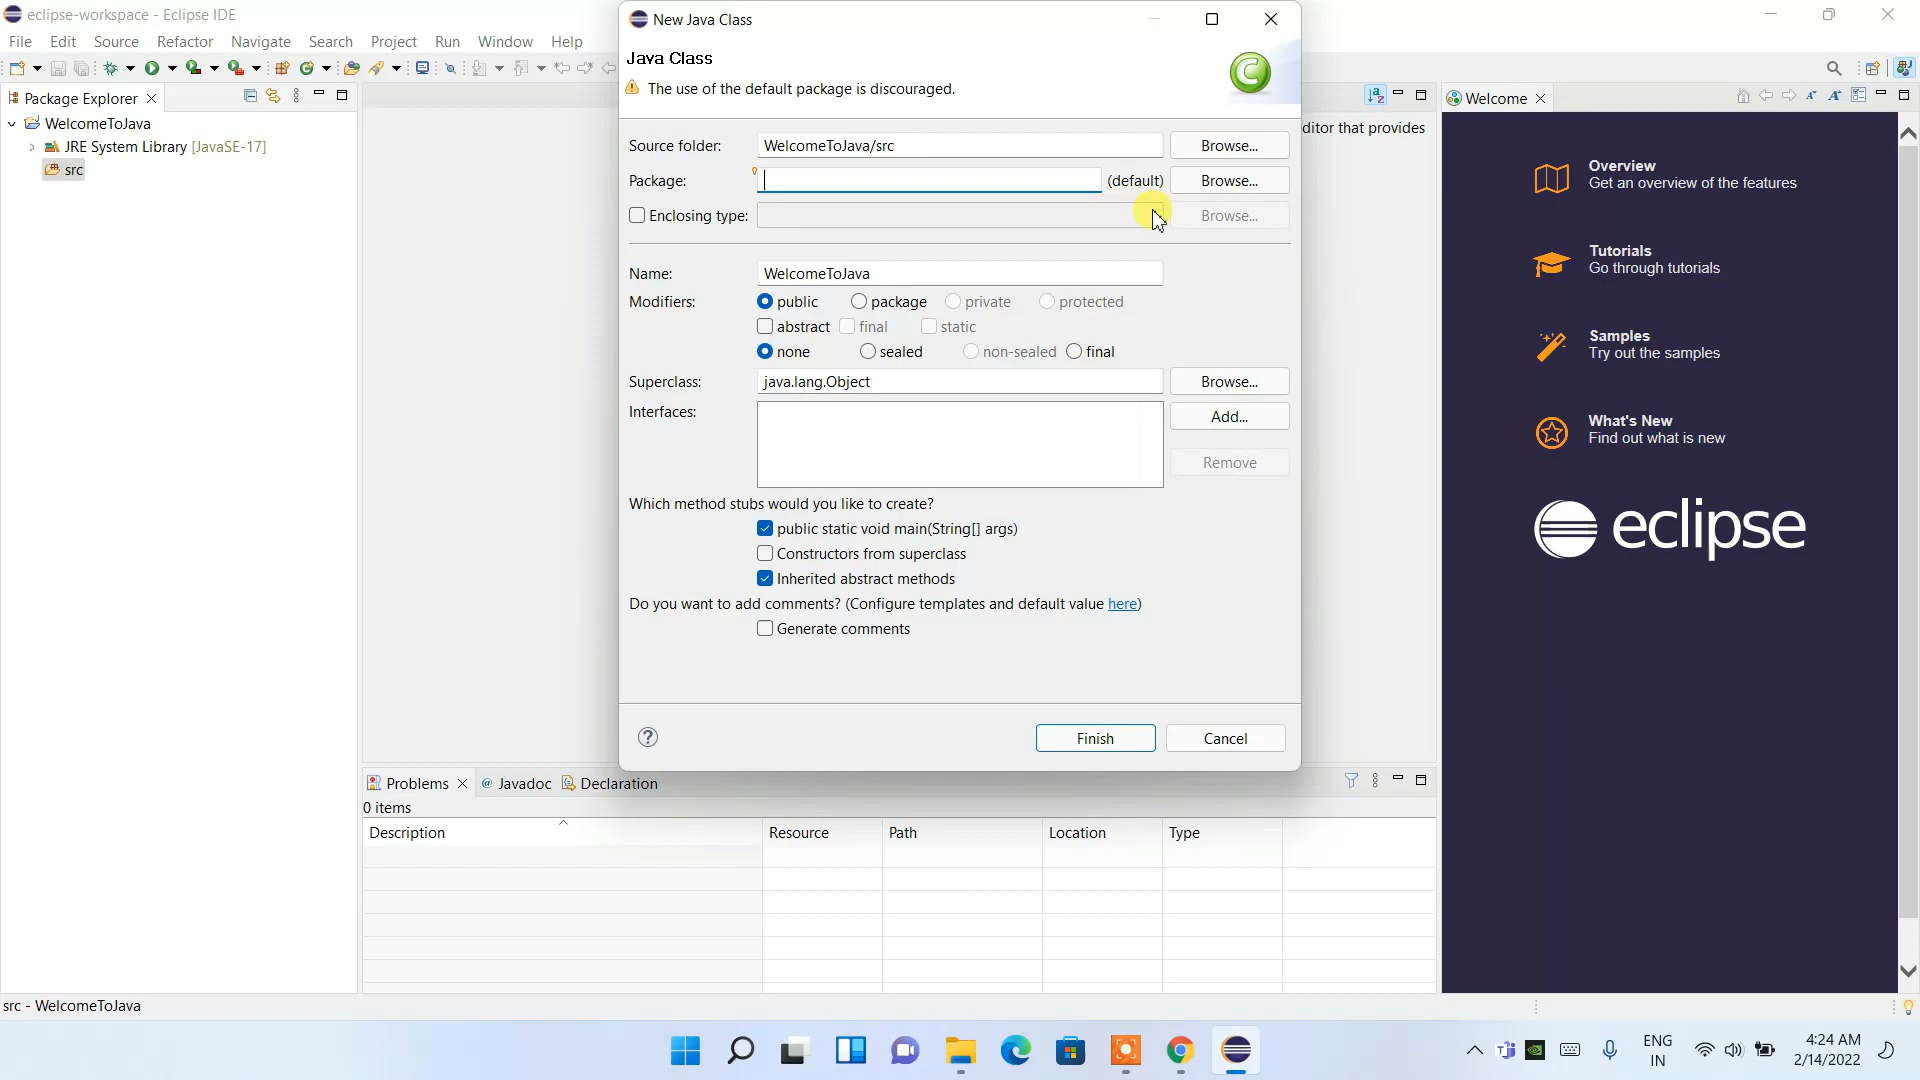 eclipse-workspace - Eclipse IDE
File Edit Source Refactor Navigate Search Project Run Window Help
Package Explorer
WelcomeToJava
JRE System Library [JavaSE-17]
src
New Java Class
Java Class
The use of the default package is discouraged.
Source folder: WelcomeToJava/src Browse...
Package: (default) Browse...
Enclosing type: Browse...
Name: WelcomeToJava
Modifiers: public package private protected
abstract final static
none sealed non-sealed final
Superclass: java.lang.Object Browse...
Interfaces: Add...
Remove
Which method stubs would you like to create?
public static void main(String[] args)
Constructors from superclass
Inherited abstract methods
Do you want to add comments? (Configure templates and default value here)
Generate comments
Finish Cancel
ditor that provides
Welcome
Overview
Get an overview of the features
Tutorials
Go through tutorials
Samples
Try out the samples
What's New
Find out what is new
eclipse
Problems Javadoc Declaration
0 items
Description Resource Path Location Type
src - WelcomeToJava
ENG
IN
4:24 AM
2/14/2022